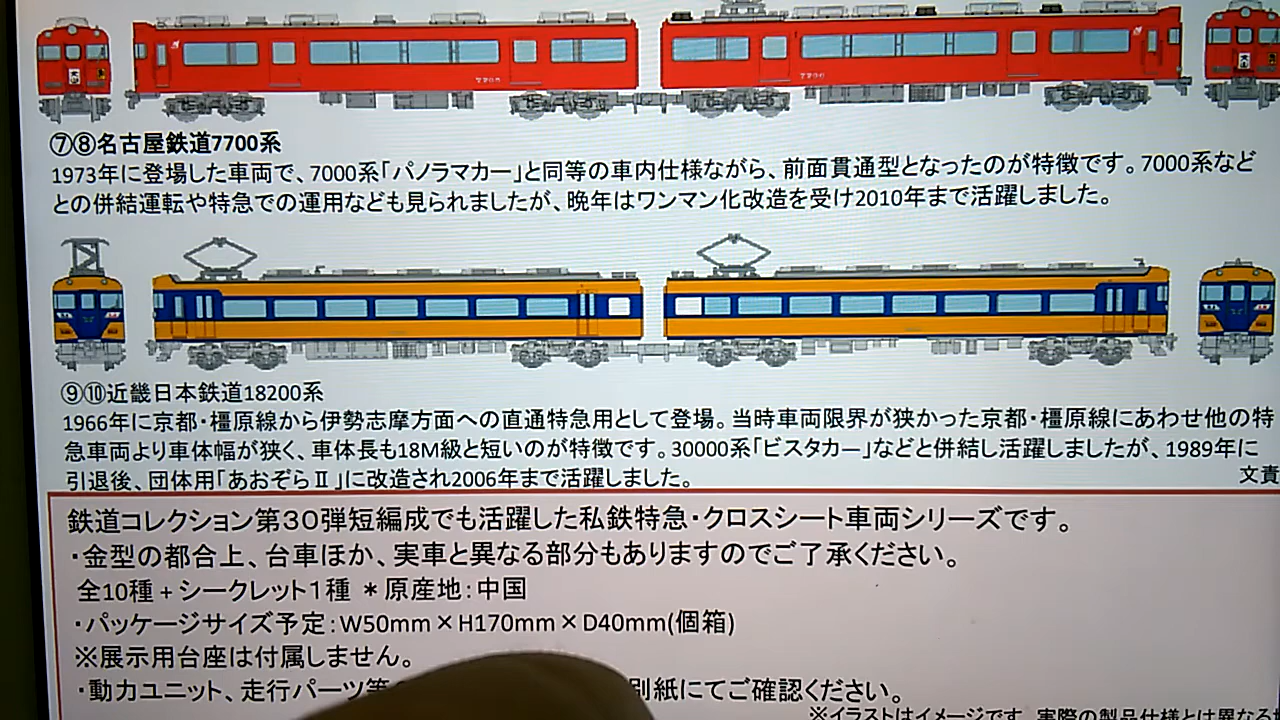 ⑦⑧名古屋鉄道7700系
1973年に登場した車両で、7000系「パノラマカー」と同等の車内仕様ながら、前面貫通型となったのが特徴です。7000系など
との併結運転や特急での運用なども見られましたが、晩年はワンマン化改造を受け2010年まで活躍しました。
⑨⑩近畿日本鉄道18200系
1966年に京都・橿原線から伊勢志摩方面への直通特急用として登場。当時車両限界が狭かった京都・橿原線にあわせ他の特
急車両より車体幅が狭く、車体長も18M級と短いのが特徴です。30000系「ビスタカー」などと併結し活躍しましたが、1989年に
引退後、団体用「あおぞらⅡ」に改造され2006年まで活躍しました。
文責
鉄道コレクション第30弾短編成でも活躍した私鉄特急・クロスシート車両シリーズです。
・金型の都合上、台車ほか、実車と異なる部分もありますのでご了承ください。
全10種+シークレット1種 *原産地:中国
・パッケージサイズ予定:W50mm×H170mm×D40mm(個箱)
※展示用台座は付属しません。
・動力ユニット、走行パーツ等 別紙にてご確認ください。
※イラストはイメージです。実際の製品仕様とは異なる